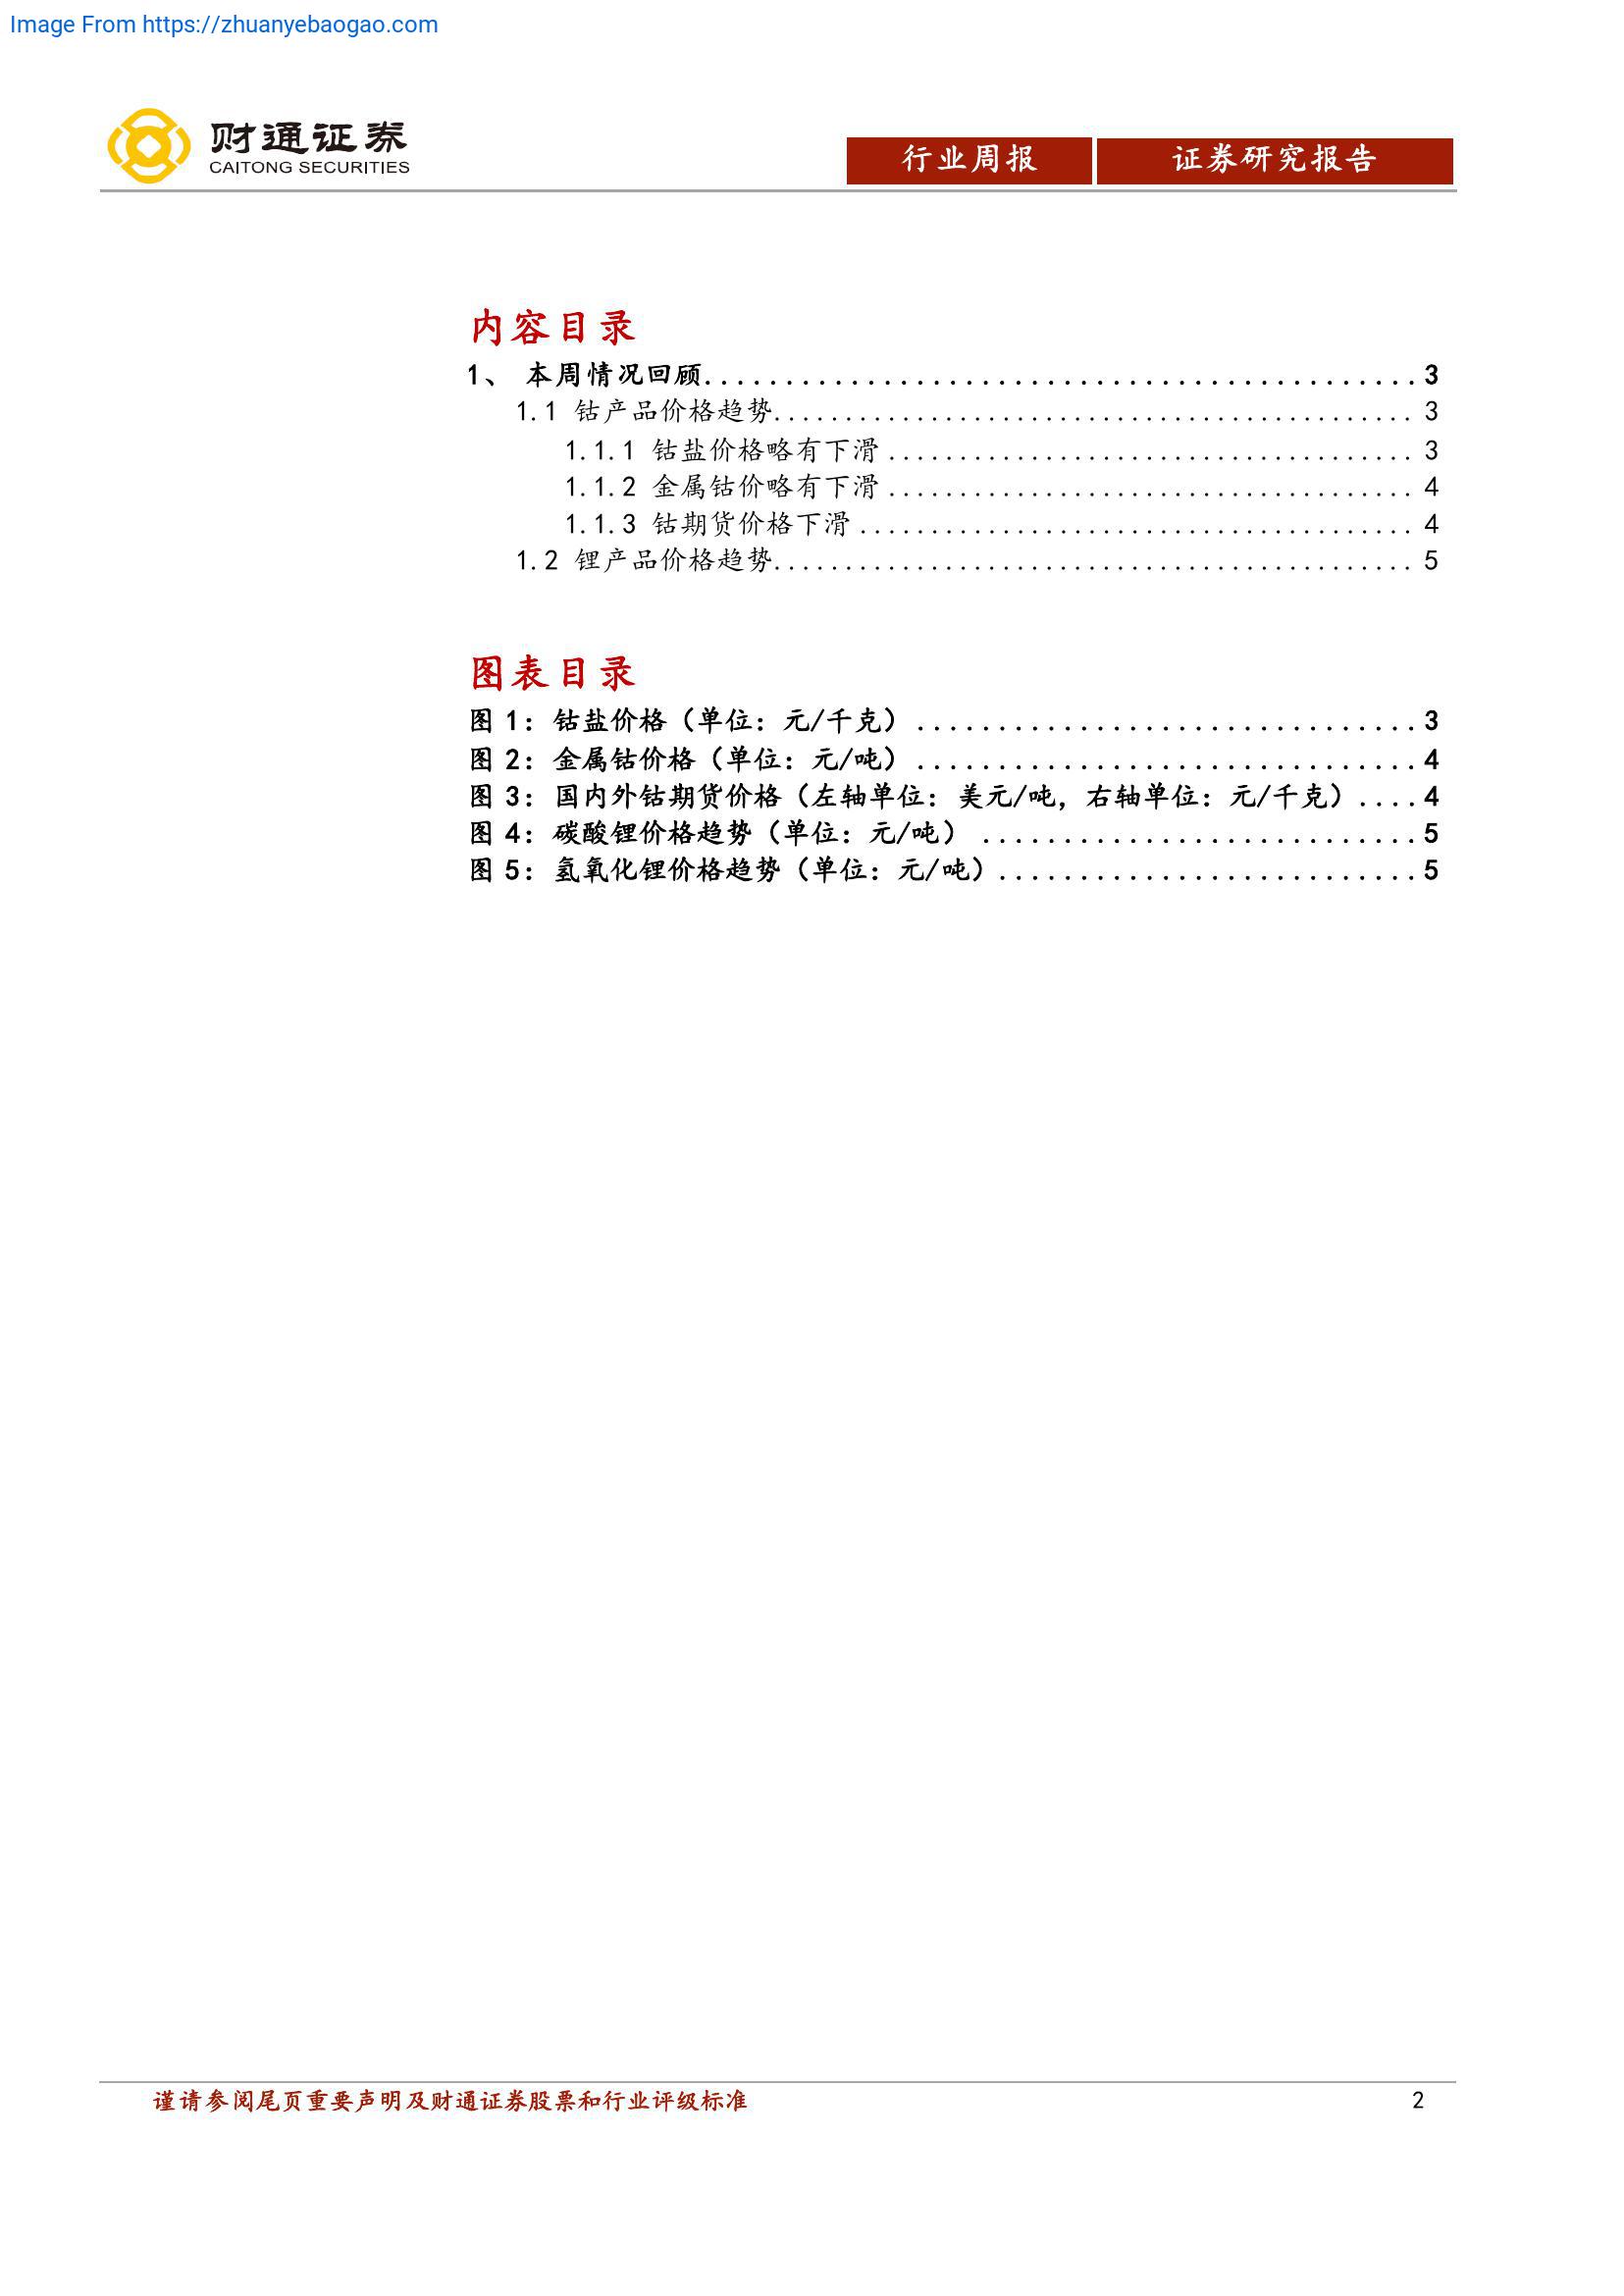 Image From https://zhuanyebaogao.com
财通证券
CAITONG SECURITIES
行业周报
证券研究报告
内容目录
1、 本周情况回顾............................................3
1.1 钴产品价格趋势............................................. 3
1.1.1 钴盐价格略有下滑 ..................................... 3
1.1.2 金属钴价略有下滑 ..................................... 4
1.1.3 钴期货价格下滑 ....................................... 4
1.2 锂产品价格趋势............................................. 5
图表目录
图 1：钴盐价格（单位：元/千克） ...............................3
图 2：金属钴价格（单位：元/吨） ...............................4
图 3：国内外钴期货价格（左轴单位：美元/吨，右轴单位：元/千克）....4
图 4：碳酸锂价格趋势（单位：元/吨） ...........................5
图 5：氢氧化锂价格趋势（单位：元/吨）..........................5
谨请参阅尾页重要声明及财通证券股票和行业评级标准
2